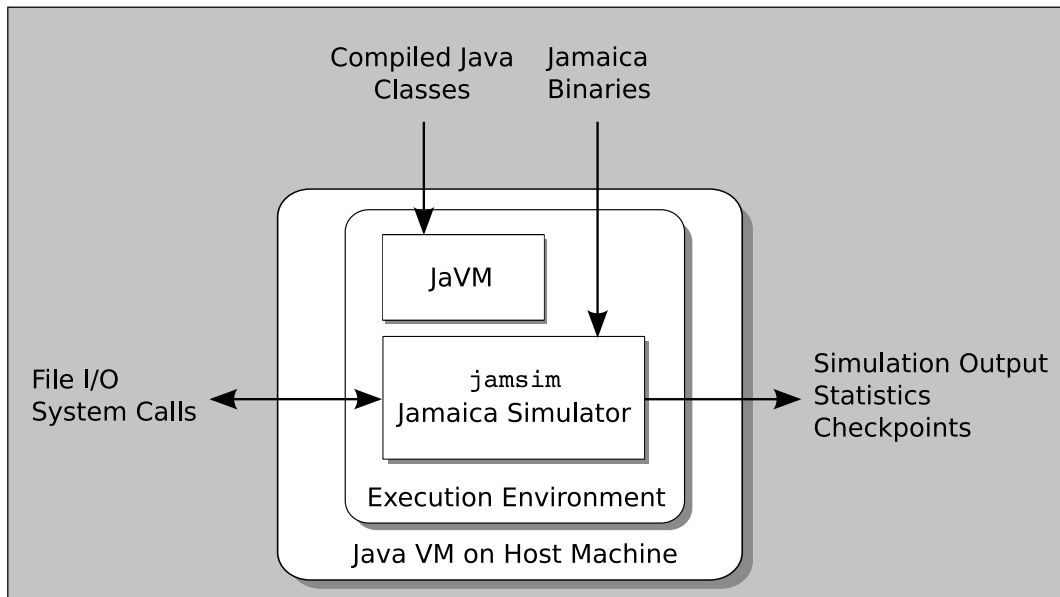 Compiled Java
Classes
Jamaica
Binaries
JaVM
File I/O
System Calls
jamsim
Jamaica Simulator
Simulation Output
Statistics
Checkpoints
Execution Environment
Java VM on Host Machine